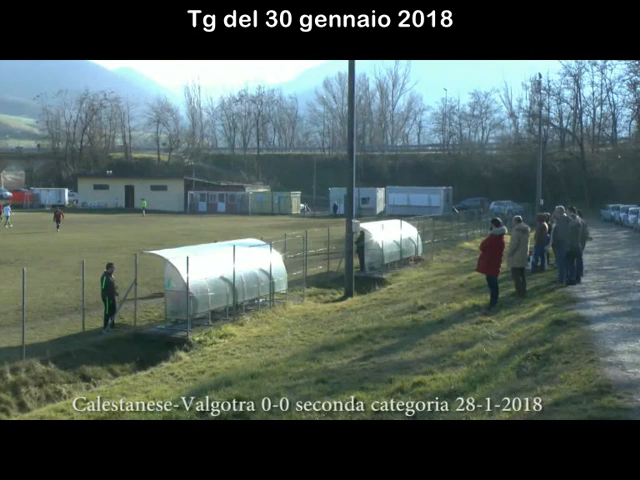 Tg del 30 gennaio 2018
Calestanese-Valgotra 0-0 seconda categoria 28-1-2018